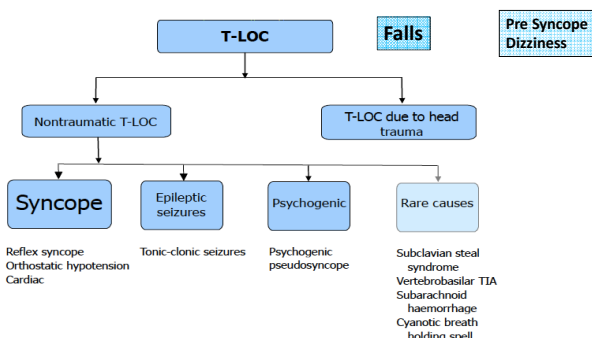 T-LOC
Falls
Pre Syncope
Dizziness
Nontraumatic T-LOC
T-LOC due to head
trauma
Syncope
Epileptic
seizures
Psychogenic
Rare causes
Reflex syncope
Orthostatic hypotension
Cardiac
Tonic-clonic seizures
Psychogenic
pseudosyncope
Subclavian steal
syndrome
Vertebrobasilar TIA
Subarachnoid
haemorrhage
Cyanotic breath
holding spell